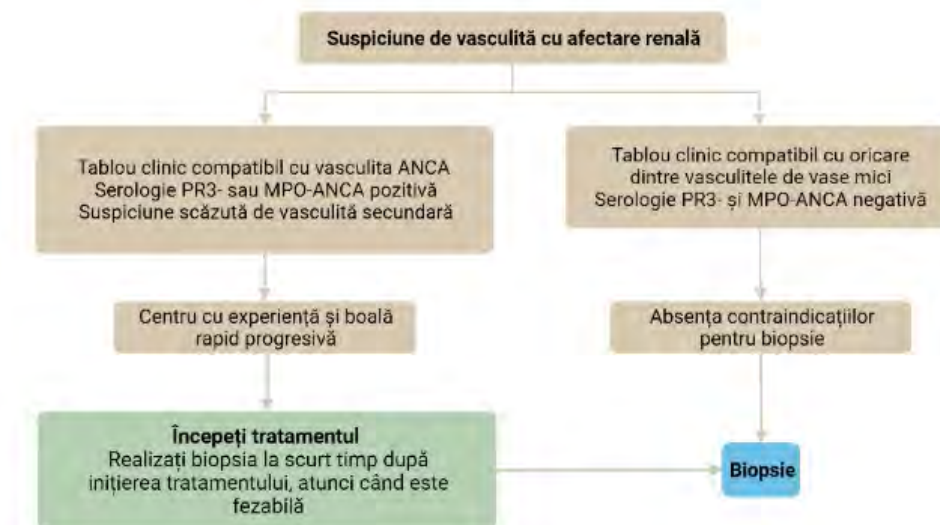 Suspiciune de vasculită cu afectare renală
Tablou clinic compatibil cu vasculita ANCA
Serologie PR3- sau MPO-ANCA pozitivă
Suspiciune scăzută de vasculită secundară
Tablou clinic compatibil cu oricare
dintre vasculitele de vase mici
Serologie PR3- și MPO-ANCA negativă
Centru cu experiență și boală
rapid progresivă
Absența contraindicațiilor
pentru biopsie
Începeți tratamentul
Realizați biopsia la scurt timp după
inițierea tratamentului, atunci când este
fezabilă
Biopsie